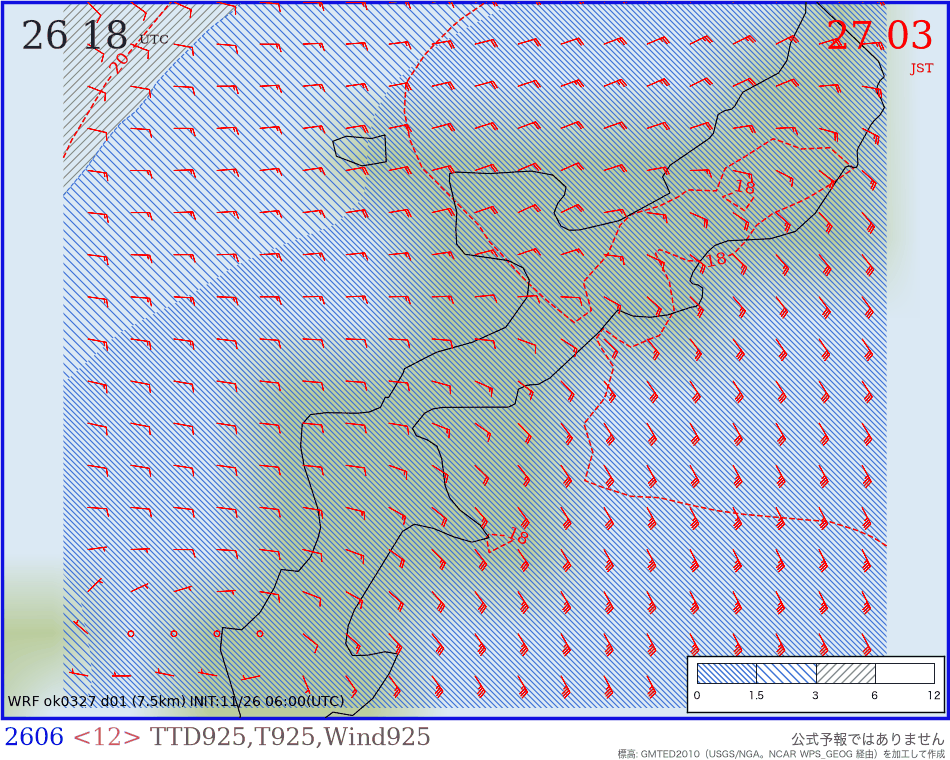 26 18 UTC
27 03
JST
20
18
18
18
WRF ok0327 d01 (7.5km) INIT:11/26 06:00(UTC)
0 1.5 3 6 12
2606 <12> TTD925,T925,Wind925
公式予報ではありません
標高: GMTED2010（USGS/NGA。NCAR WPS_GEOG 経由）を加工して作成